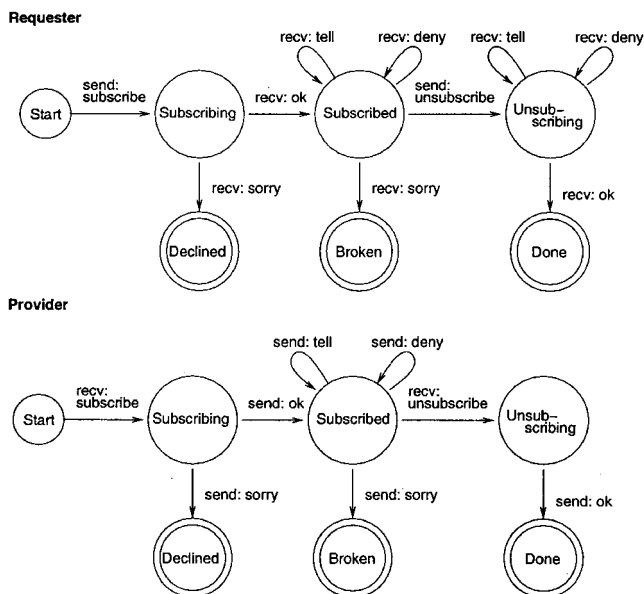 Requester
recv: tell
recv: deny
recv: tell
recv: deny
send:
subscribe
recv: ok
send:
unsubscribe
Start
Subscribing
Subscribed
Unsub-
scribing
recv: sorry
recv: sorry
recv: ok
Declined
Broken
Done
Provider
send: tell
send: deny
recv:
subscribe
send: ok
recv:
unsubscribe
Start
Subscribing
Subscribed
Unsub-
scribing
send: sorry
send: sorry
send: ok
Declined
Broken
Done